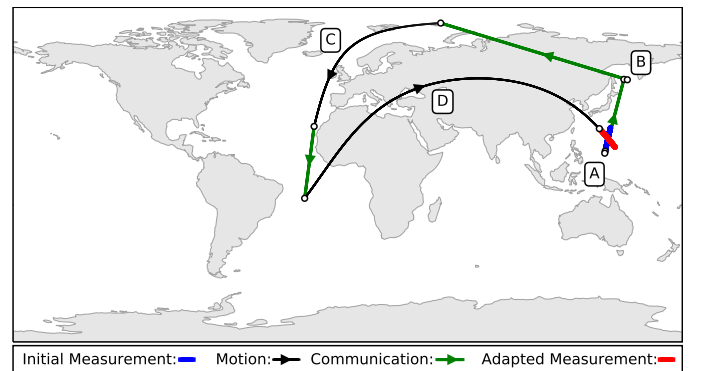 C
B
D
A
Initial Measurement: Motion: Communication: Adapted Measurement: